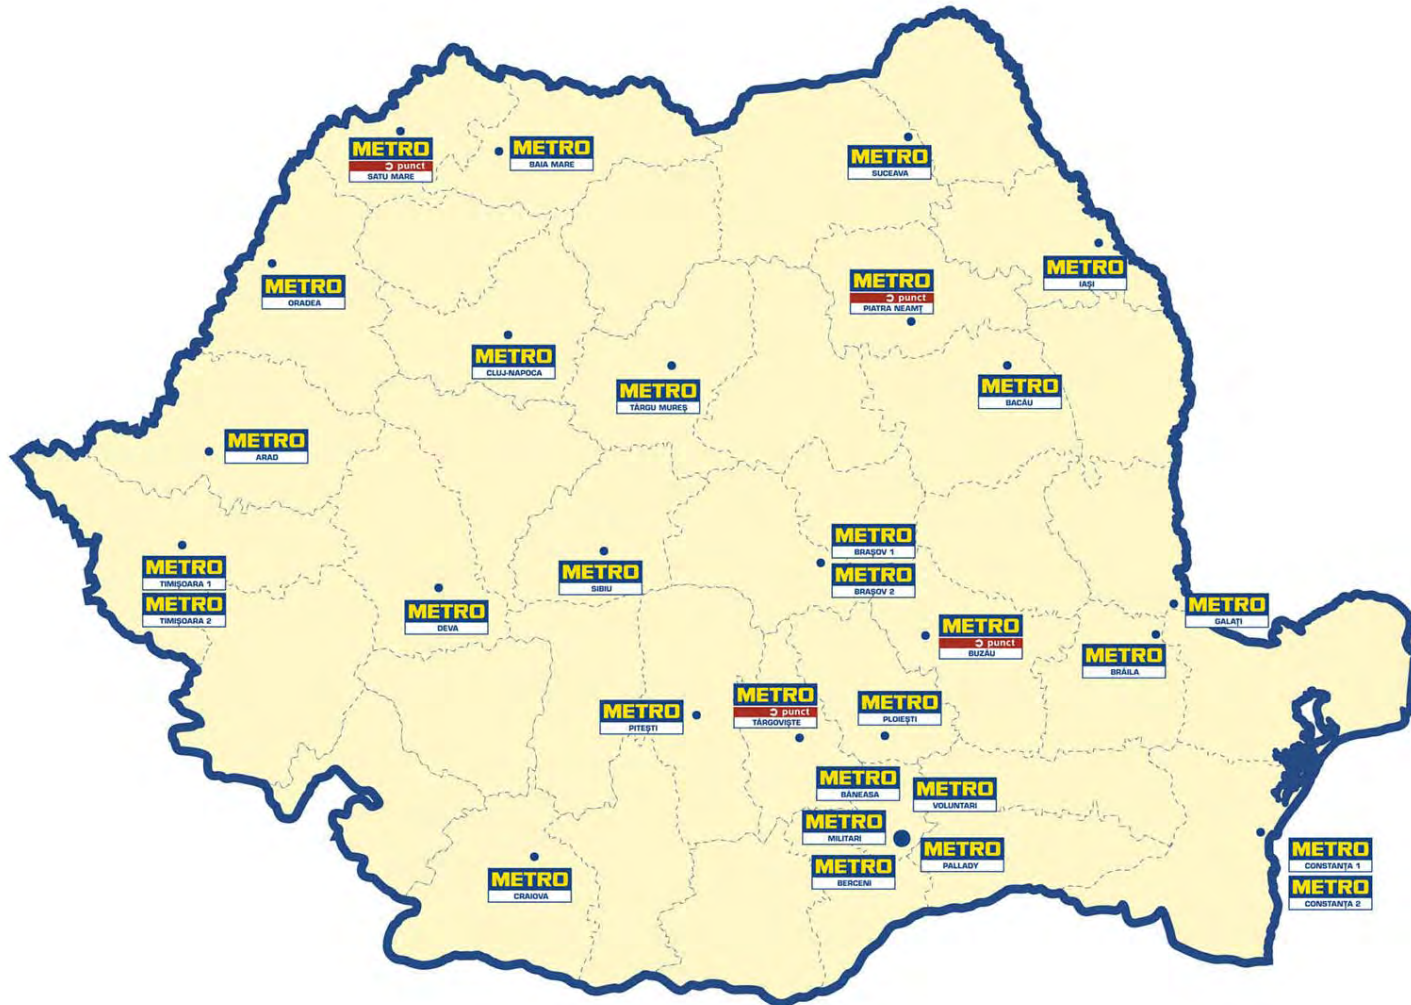 METRO
punct
SATU MARE
METRO
BAIA MARE
METRO
SUCEAVA
METRO
ORADEA
METRO
punct
PIATRA NEAMȚ
METRO
IAȘI
METRO
CLUJ-NAPOCA
METRO
TÂRGU MUREȘ
METRO
BACĂU
METRO
ARAD
METRO
TIMIȘOARA 1
METRO
TIMIȘOARA 2
METRO
DEVA
METRO
SIBIU
METRO
BRAȘOV 1
METRO
BRAȘOV 2
METRO
GALAȚI
METRO
punct
BUZĂU
METRO
BRĂILA
METRO
PITEȘTI
METRO
punct
TÂRGOVIȘTE
METRO
PLOIEȘTI
METRO
BĂNEASA
METRO
VOLUNTARI
METRO
MILITARI
METRO
PALLADY
METRO
BERCENI
METRO
CRAIOVA
METRO
CONSTANȚA 1
METRO
CONSTANȚA 2